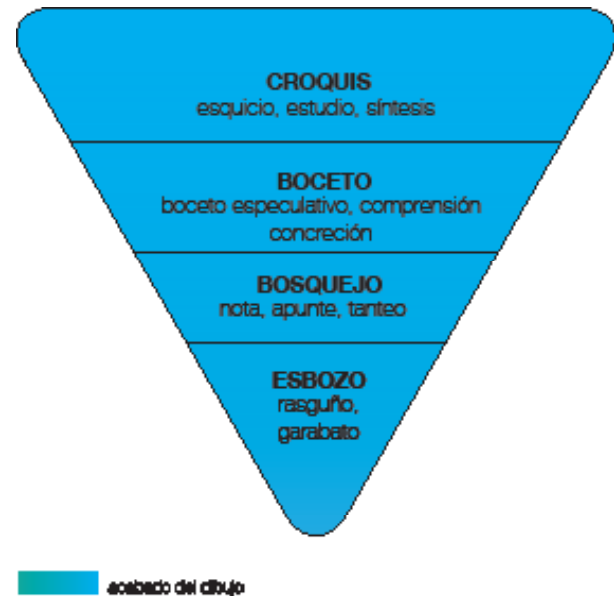 CROQUIS
esquicio, estudio, síntesis
BOCETO
boceto especulativo, comprensión
concreción
BOSQUEJO
nota, apunte, tanteo
ESBOZO
rasguño,
garabato
acabado del dibujo